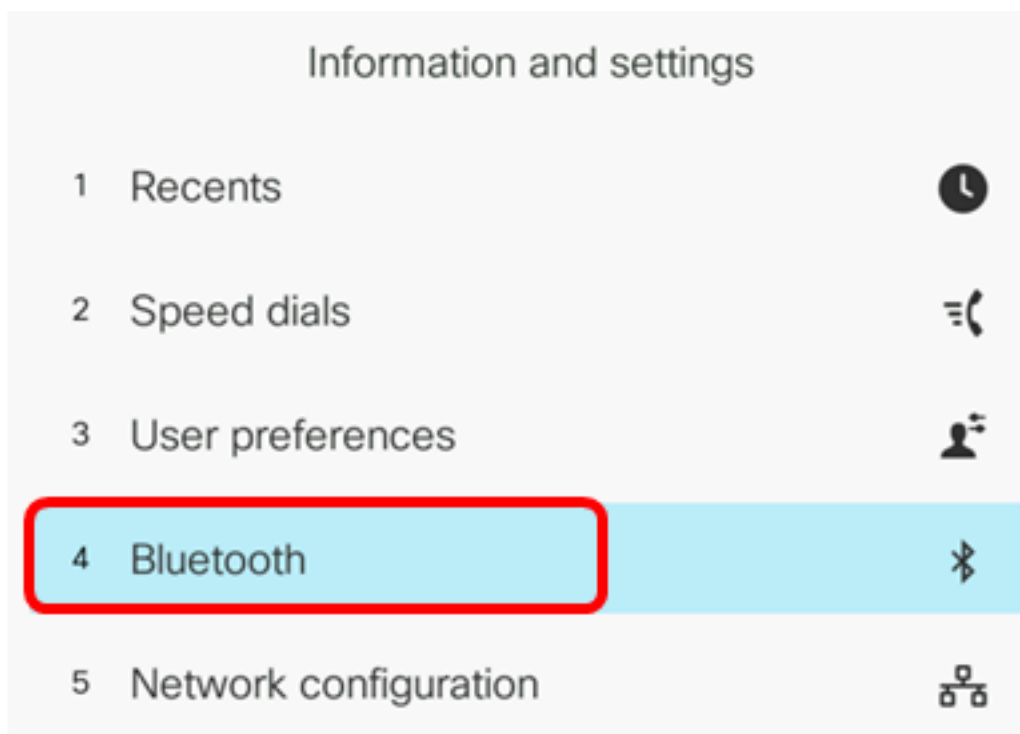 Information and settings
1 Recents
2 Speed dials
3 User preferences
4 Bluetooth
5 Network configuration